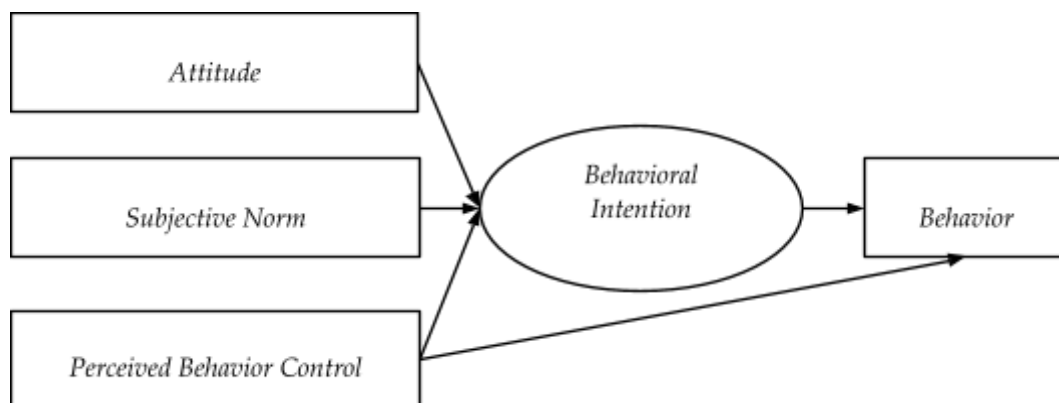 Attitude
Subjective Norm
Perceived Behavior Control
Behavioral
Intention
Behavior